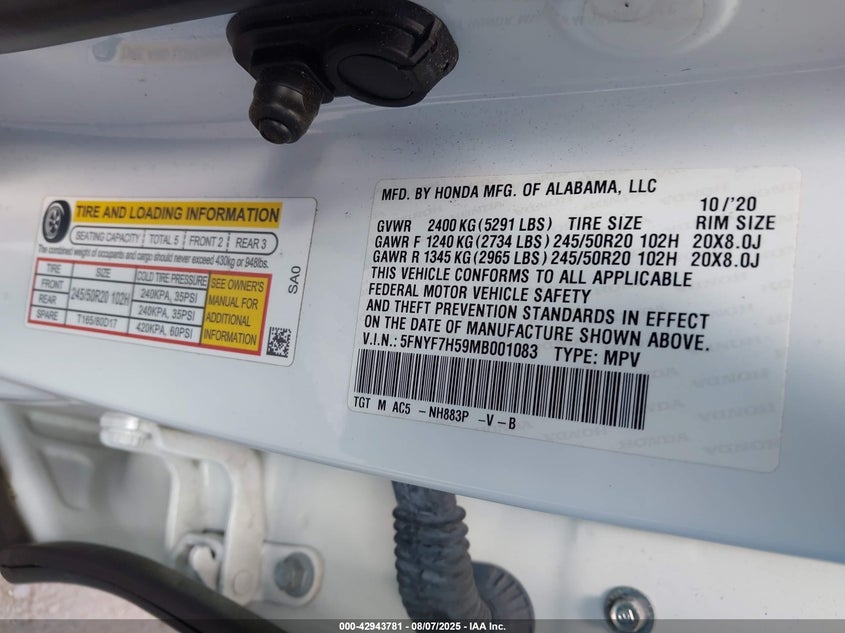 TIRE AND LOADING INFORMATION
SEATING CAPACITY TOTAL 5 FRONT 2 REAR 3
The combined weight of occupants and cargo should never exceed 430kg or 948lbs.
TIRE SIZE COLD TIRE PRESSURE
FRONT 245/50R20 102H 240KPA, 35PSI
REAR 240KPA, 35PSI
SPARE T165/80D17 420KPA, 60PSI
SEE OWNER'S
MANUAL FOR
ADDITIONAL
INFORMATION
SA0
MFD. BY HONDA MFG. OF ALABAMA, LLC 10/'20
GVWR 2400 KG (5291 LBS) TIRE SIZE RIM SIZE
GAWR F 1240 KG (2734 LBS) 245/50R20 102H 20X8.0J
GAWR R 1345 KG (2965 LBS) 245/50R20 102H 20X8.0J
THIS VEHICLE CONFORMS TO ALL APPLICABLE
FEDERAL MOTOR VEHICLE SAFETY
AND THEFT PREVENTION STANDARDS IN EFFECT
ON THE DATE OF MANUFACTURE SHOWN ABOVE.
V.I.N.: 5FNYF7H59MB001083 TYPE: MPV
TGT M AC5 -NH883P -V-B
HONDA HONDA HONDA
000-42943781 - 08/07/2025 - IAA Inc.